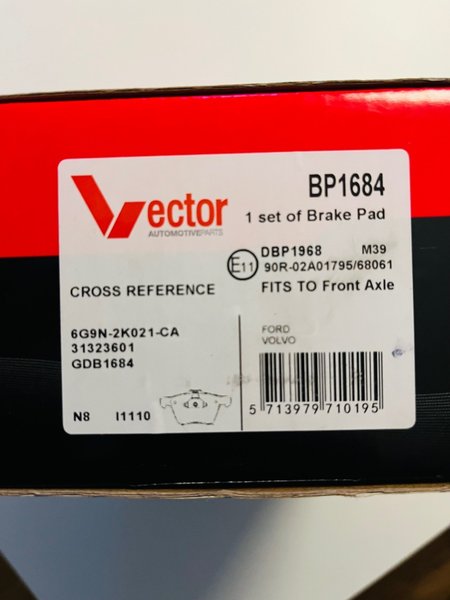 Vector
AUTOMOTIVEPARTS
BP1684
1 set of Brake Pad
E11
DBP1968 M39
90R-02A01795/68061
CROSS REFERENCE
FITS TO Front Axle
6G9N-2K021-CA
31323601
GDB1684
FORD
VOLVO
N8 I1110
5 713979 710195